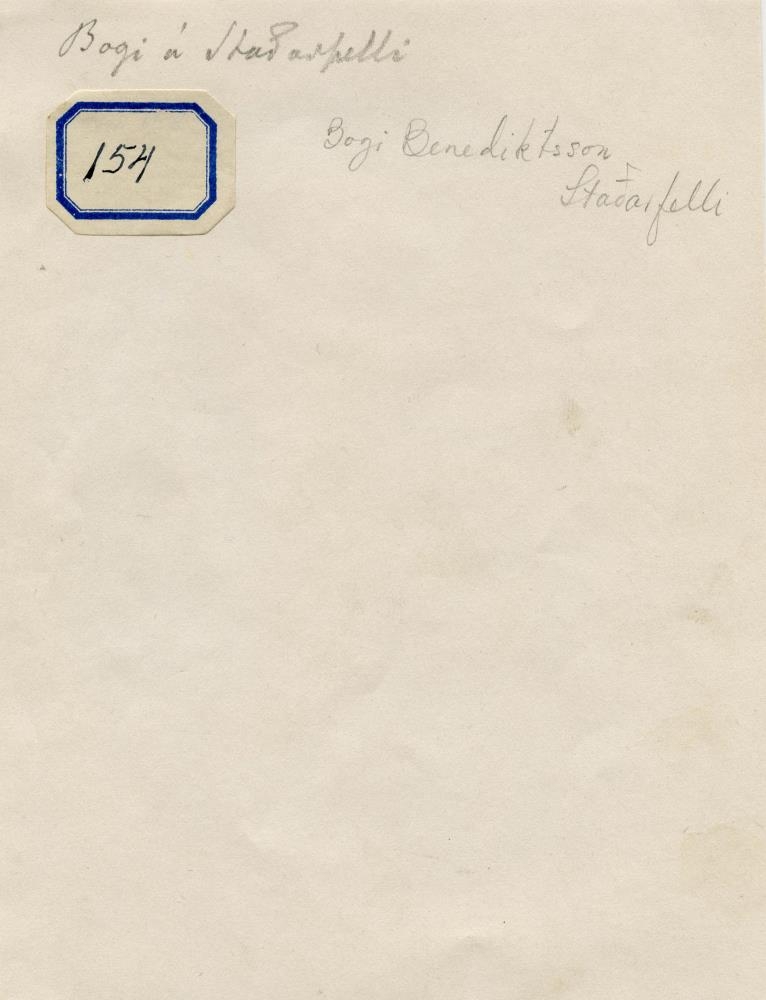 Bogi á Staðarfelli
154
Bogi Benediktsson
Staðarfelli